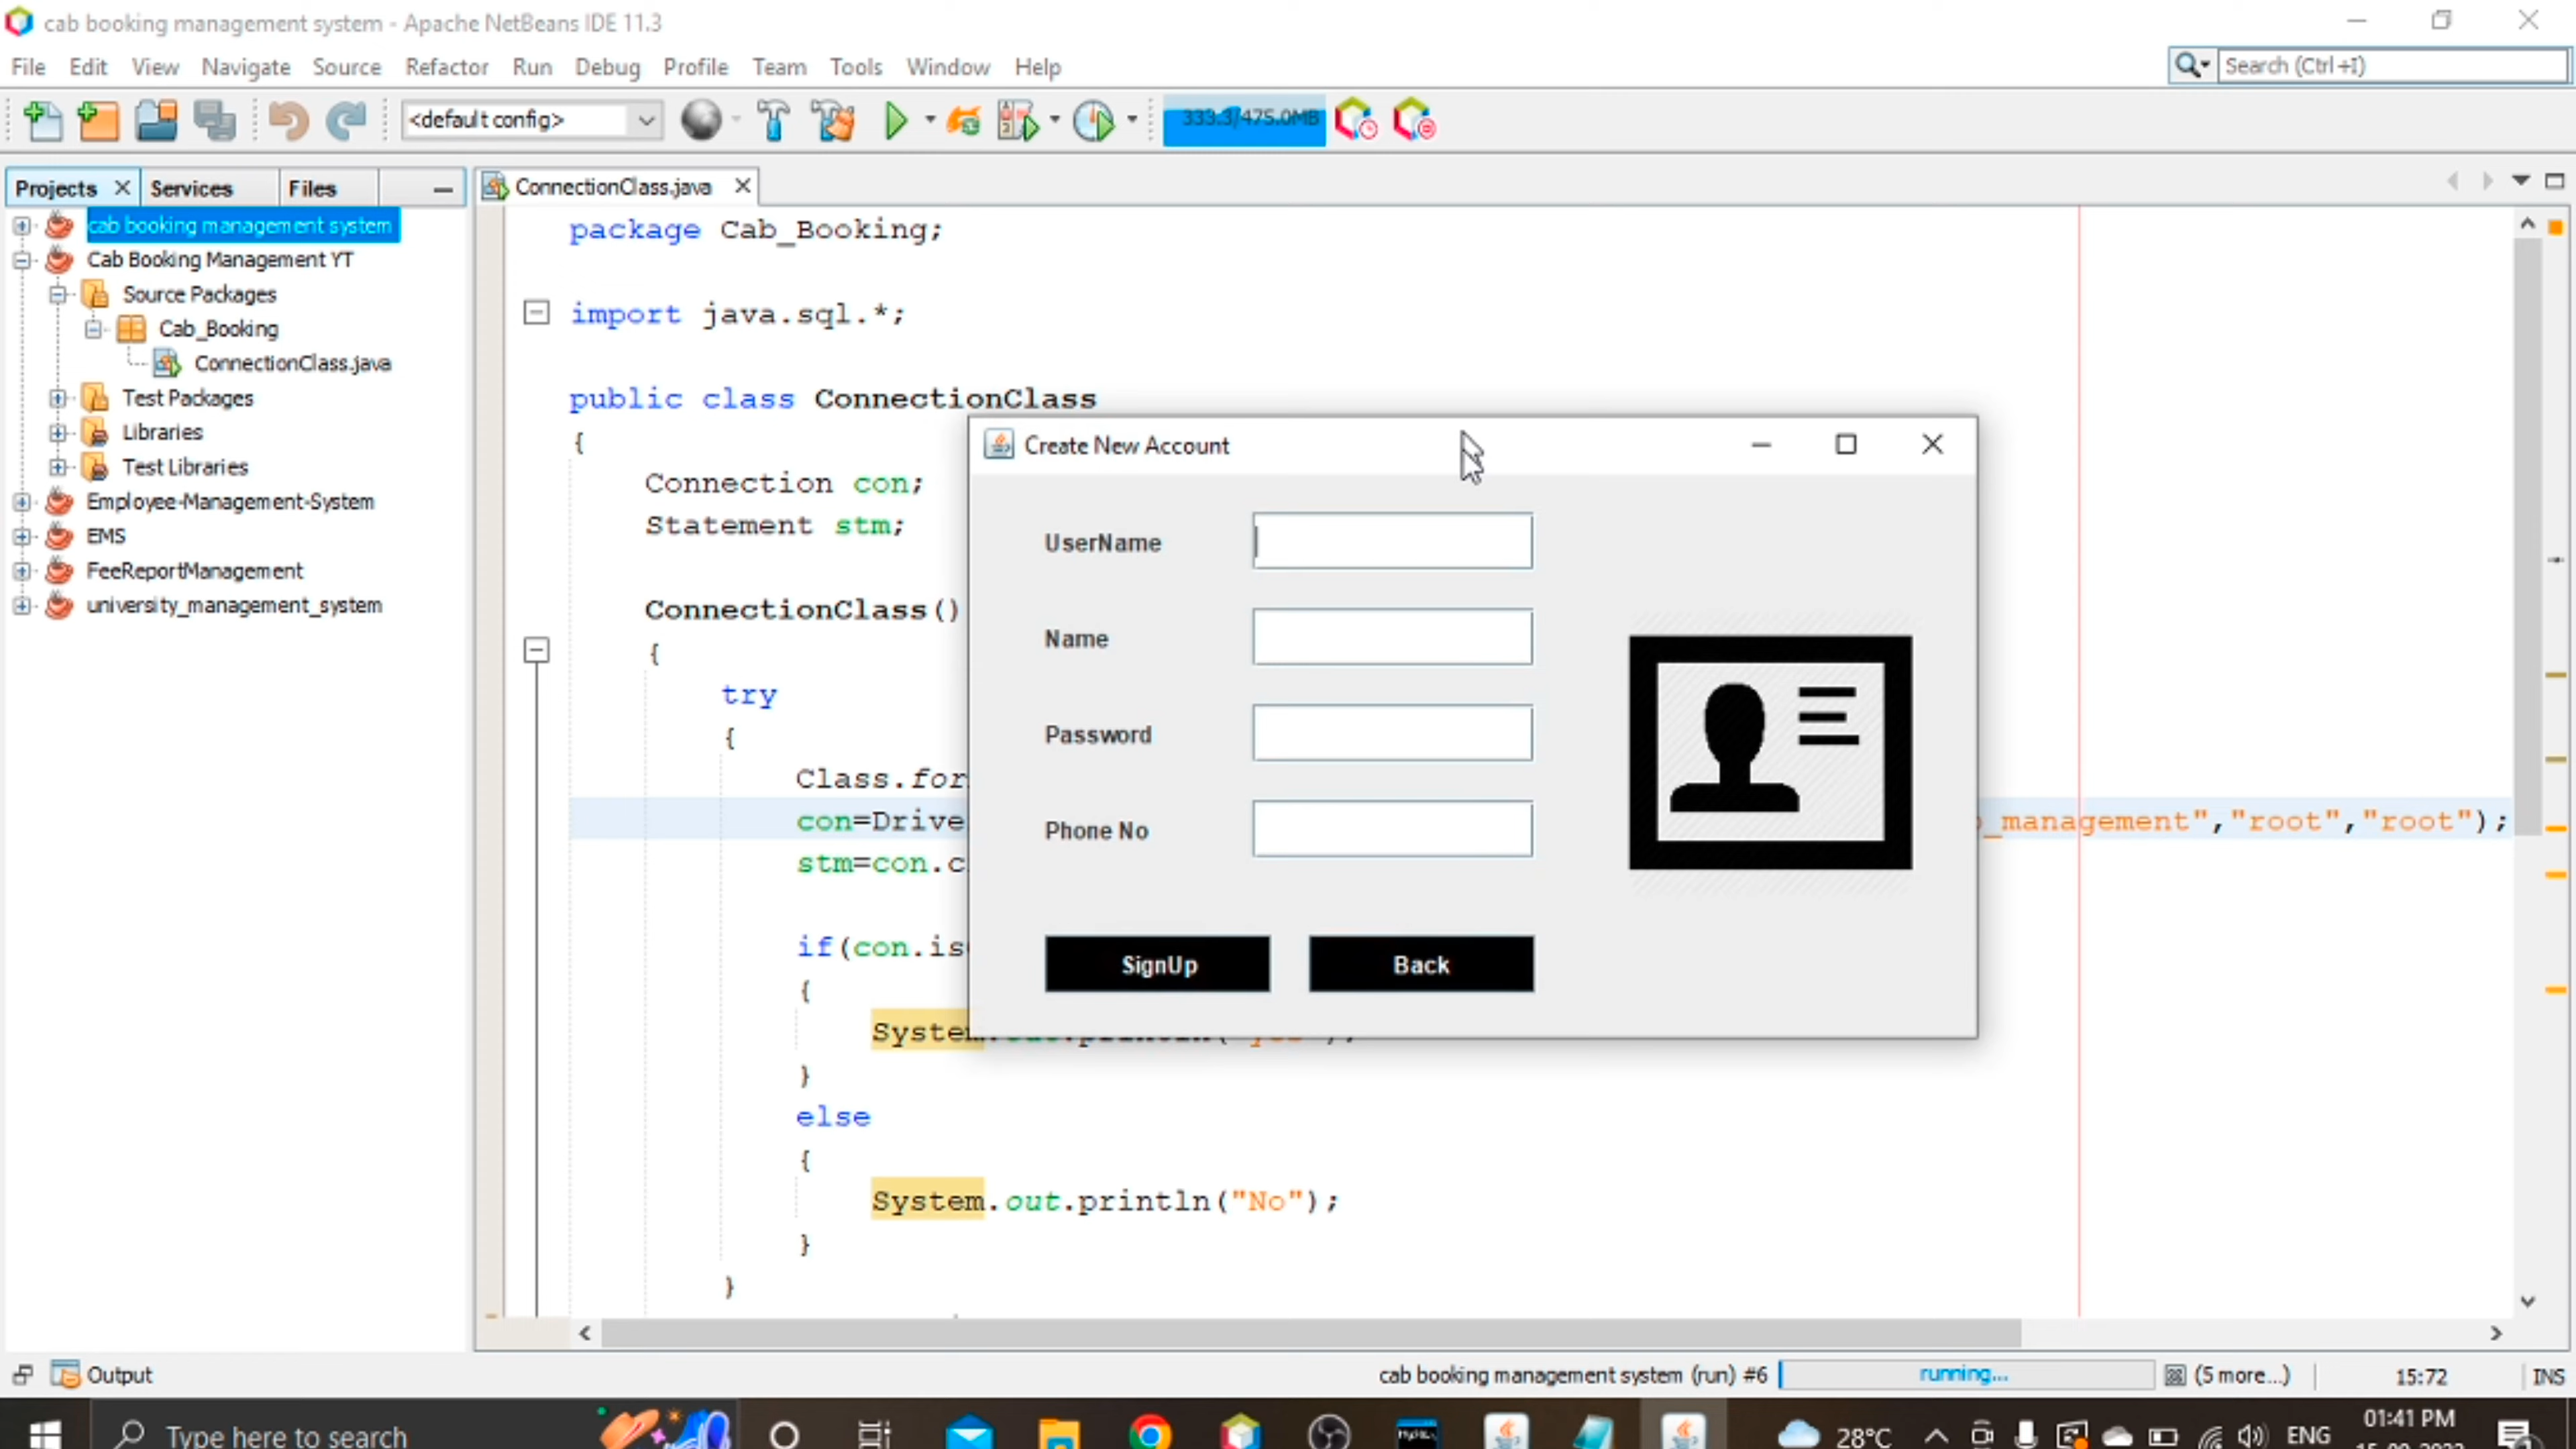 cab booking management system - Apache NetBeans IDE 11.3
File Edit View Navigate Source Refactor Run Debug Profile Team Tools Window Help
Search (Ctrl+I)
<default config>
333.3/475.0MB
Projects Services Files
ConnectionClass.java
cab booking management system
Cab Booking Management YT
Source Packages
Cab_Booking
ConnectionClass.java
Test Packages
Libraries
Test Libraries
Employee-Management-System
EMS
FeeReportManagement
university_management_system
package Cab_Booking;
import java.sql.*;
public class ConnectionClass
{
Connection con;
Statement stm;
ConnectionClass()
{
try
{
Class.for
con=Drive _management","root","root");
stm=con.c
if(con.is
{
System.
}
else
{
System.out.println("No");
}
}
Create New Account
UserName
Name
Password
Phone No
SignUp Back
Output
cab booking management system (run) #6 running... (5 more...) 15:72 INS
Type here to search
28°C ENG 01:41 PM